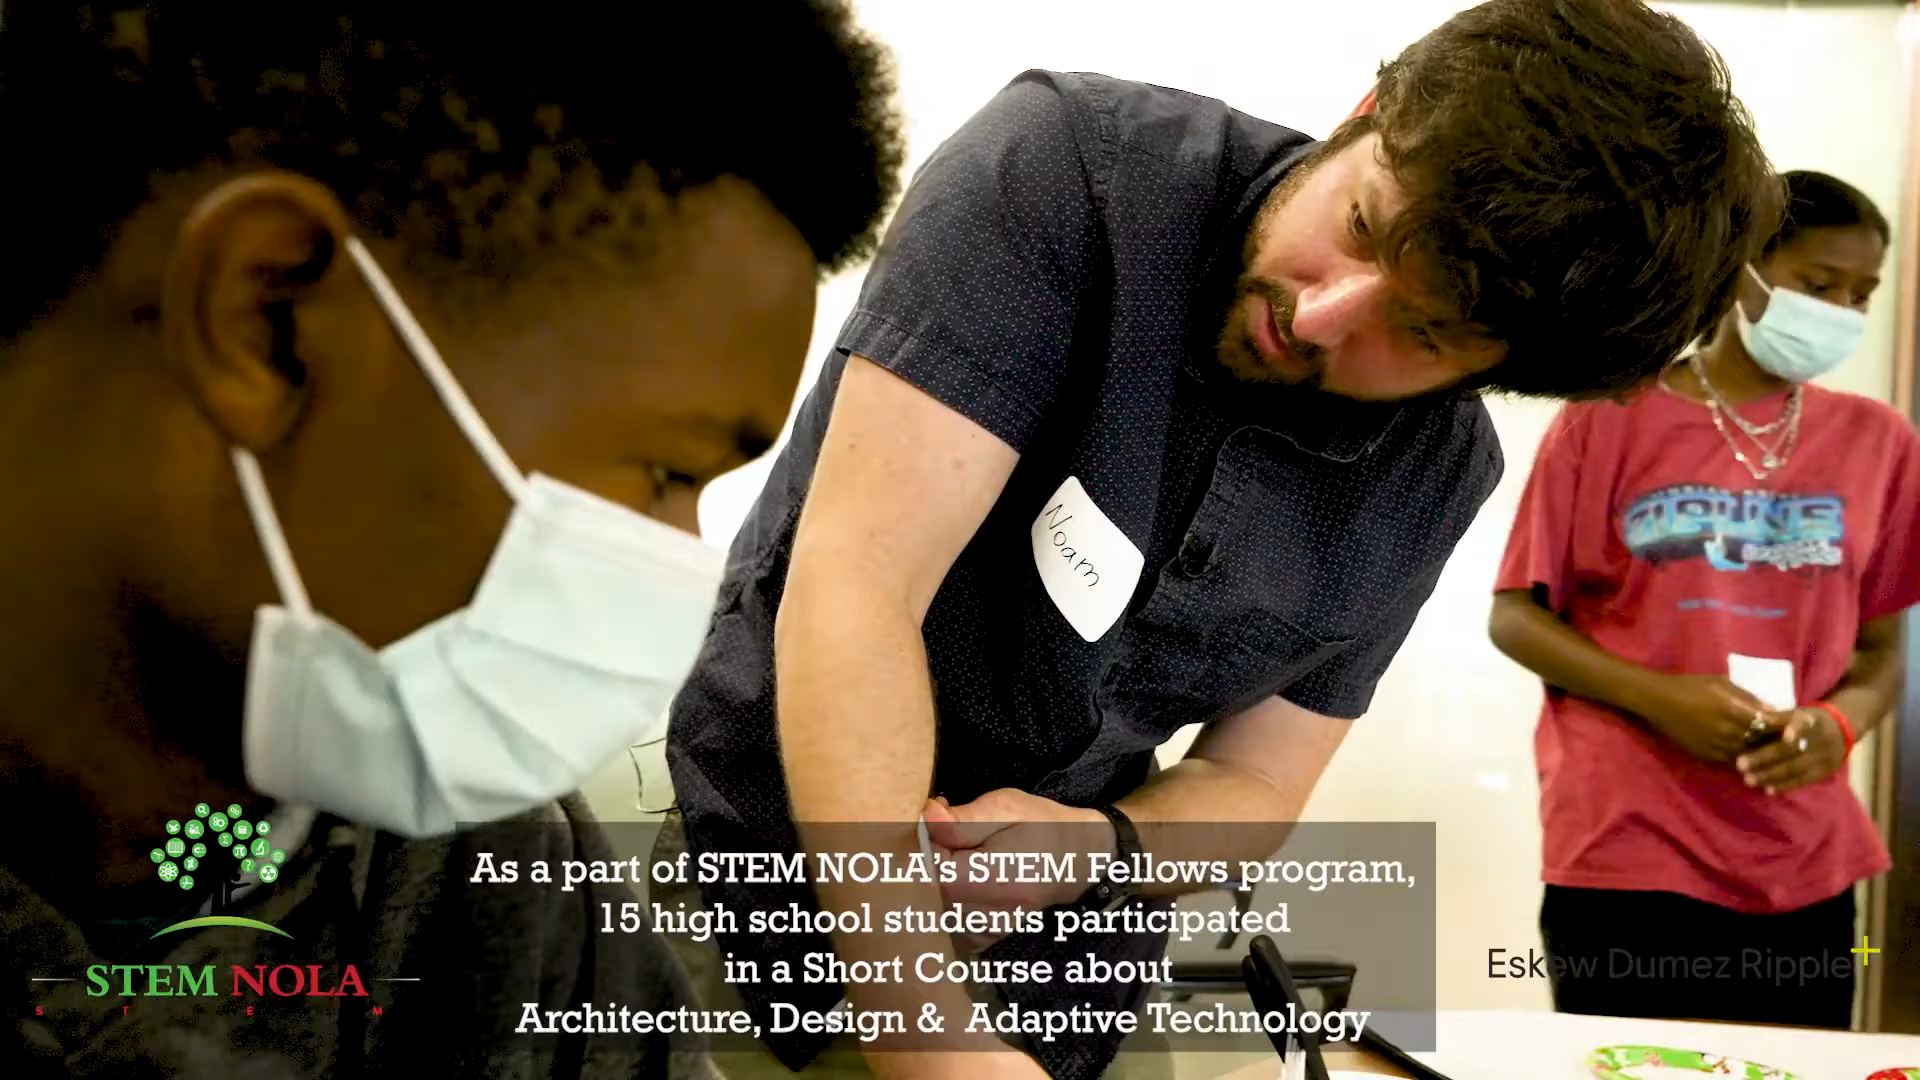 Noam
As a part of STEM NOLA's STEM Fellows program,
15 high school students participated
in a Short Course about
Architecture, Design & Adaptive Technology
STEM NOLA
S T E M
Eskew Dumez Ripple+